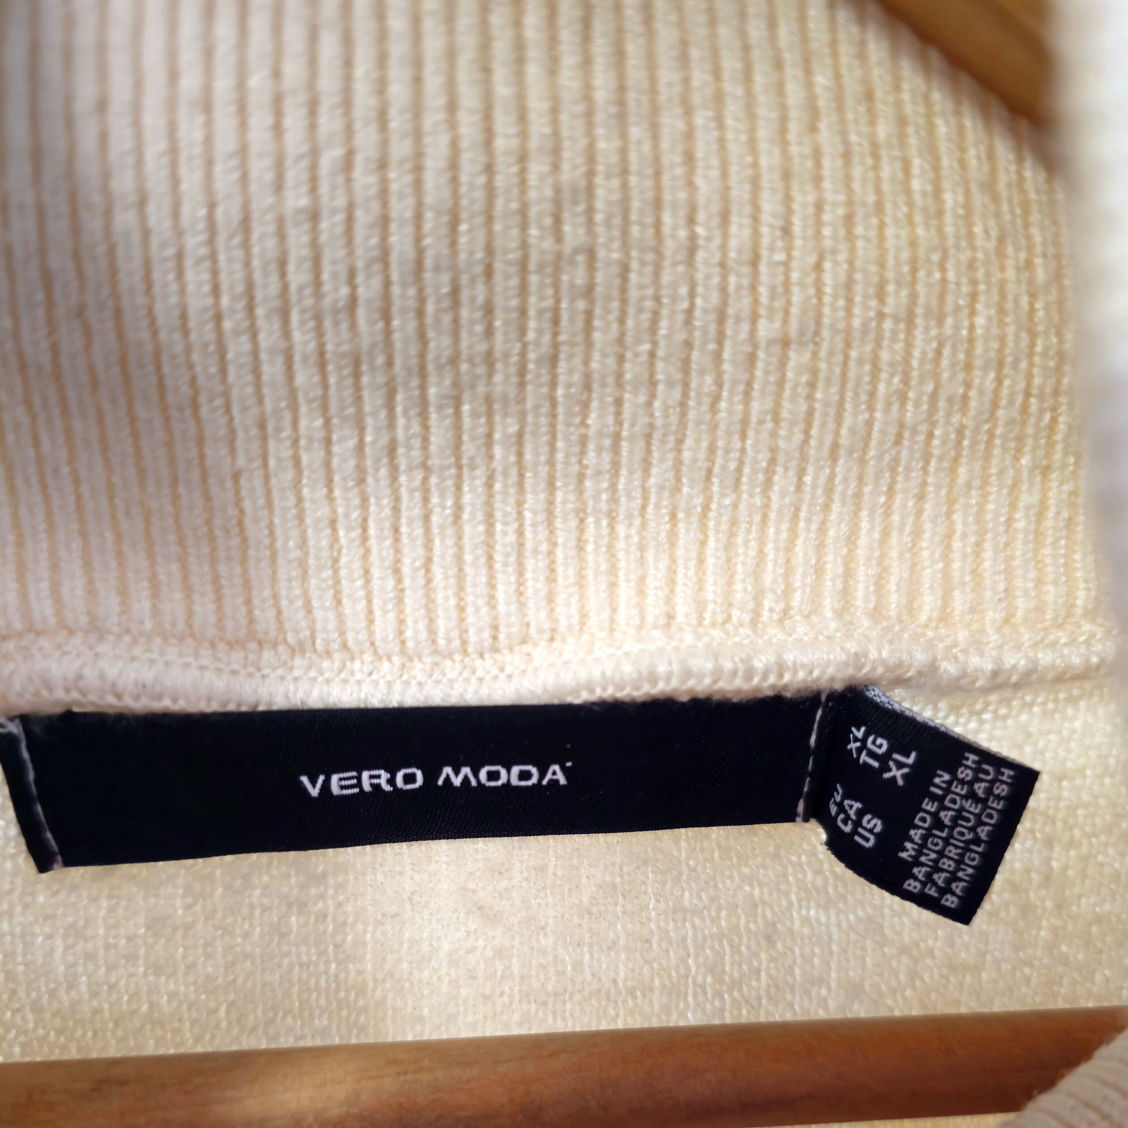 VERO MODA
EU XL
CA TG
US XL
MADE IN
BANGLADESH
FABRIQUÉ AU
BANGLADESH